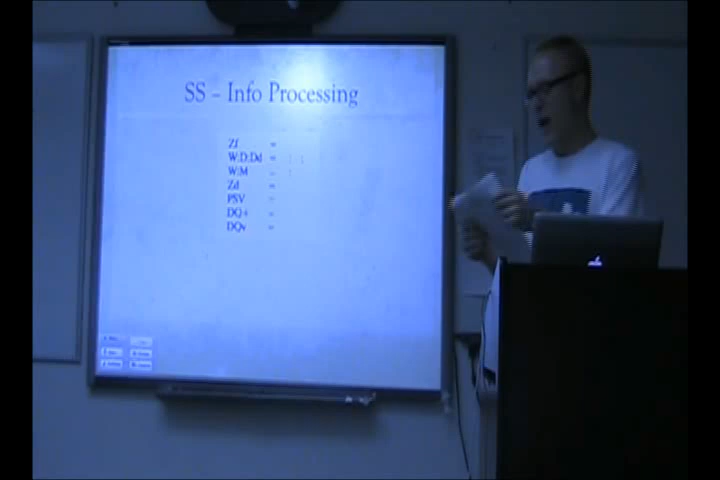 SS – Info Processing
Zf =
W:D:Dd = : :
W:M = :
Zd =
PSV =
DQ+ =
DQv =